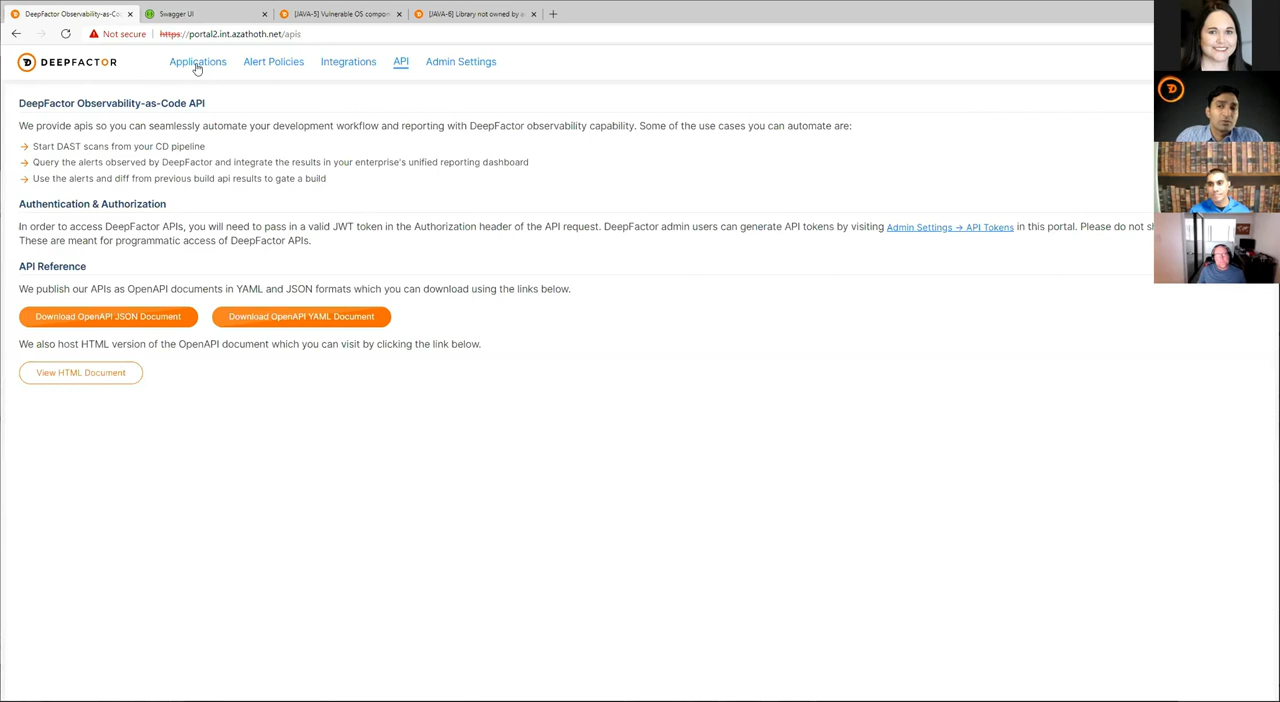 DeepFactor Observability-as-Co
Swagger UI
[JAVA-5] Vulnerable OS compon
[JAVA-6] Library not owned by a
Not secure
https://portal2.int.azathoth.net/apis
DEEPFACTOR
Applications
Alert Policies
Integrations
API
Admin Settings
DeepFactor Observability-as-Code API
We provide apis so you can seamlessly automate your development workflow and reporting with DeepFactor observability capability. Some of the use cases you can automate are:
Start DAST scans from your CD pipeline
Query the alerts observed by DeepFactor and integrate the results in your enterprise's unified reporting dashboard
Use the alerts and diff from previous build api results to gate a build
Authentication & Authorization
In order to access DeepFactor APIs, you will need to pass in a valid JWT token in the Authorization header of the API request. DeepFactor admin users can generate API tokens by visiting Admin Settings → API Tokens in this portal. Please do not sh
These are meant for programmatic access of DeepFactor APIs.
API Reference
We publish our APIs as OpenAPI documents in YAML and JSON formats which you can download using the links below.
Download OpenAPI JSON Document
Download OpenAPI YAML Document
We also host HTML version of the OpenAPI document which you can visit by clicking the link below.
View HTML Document